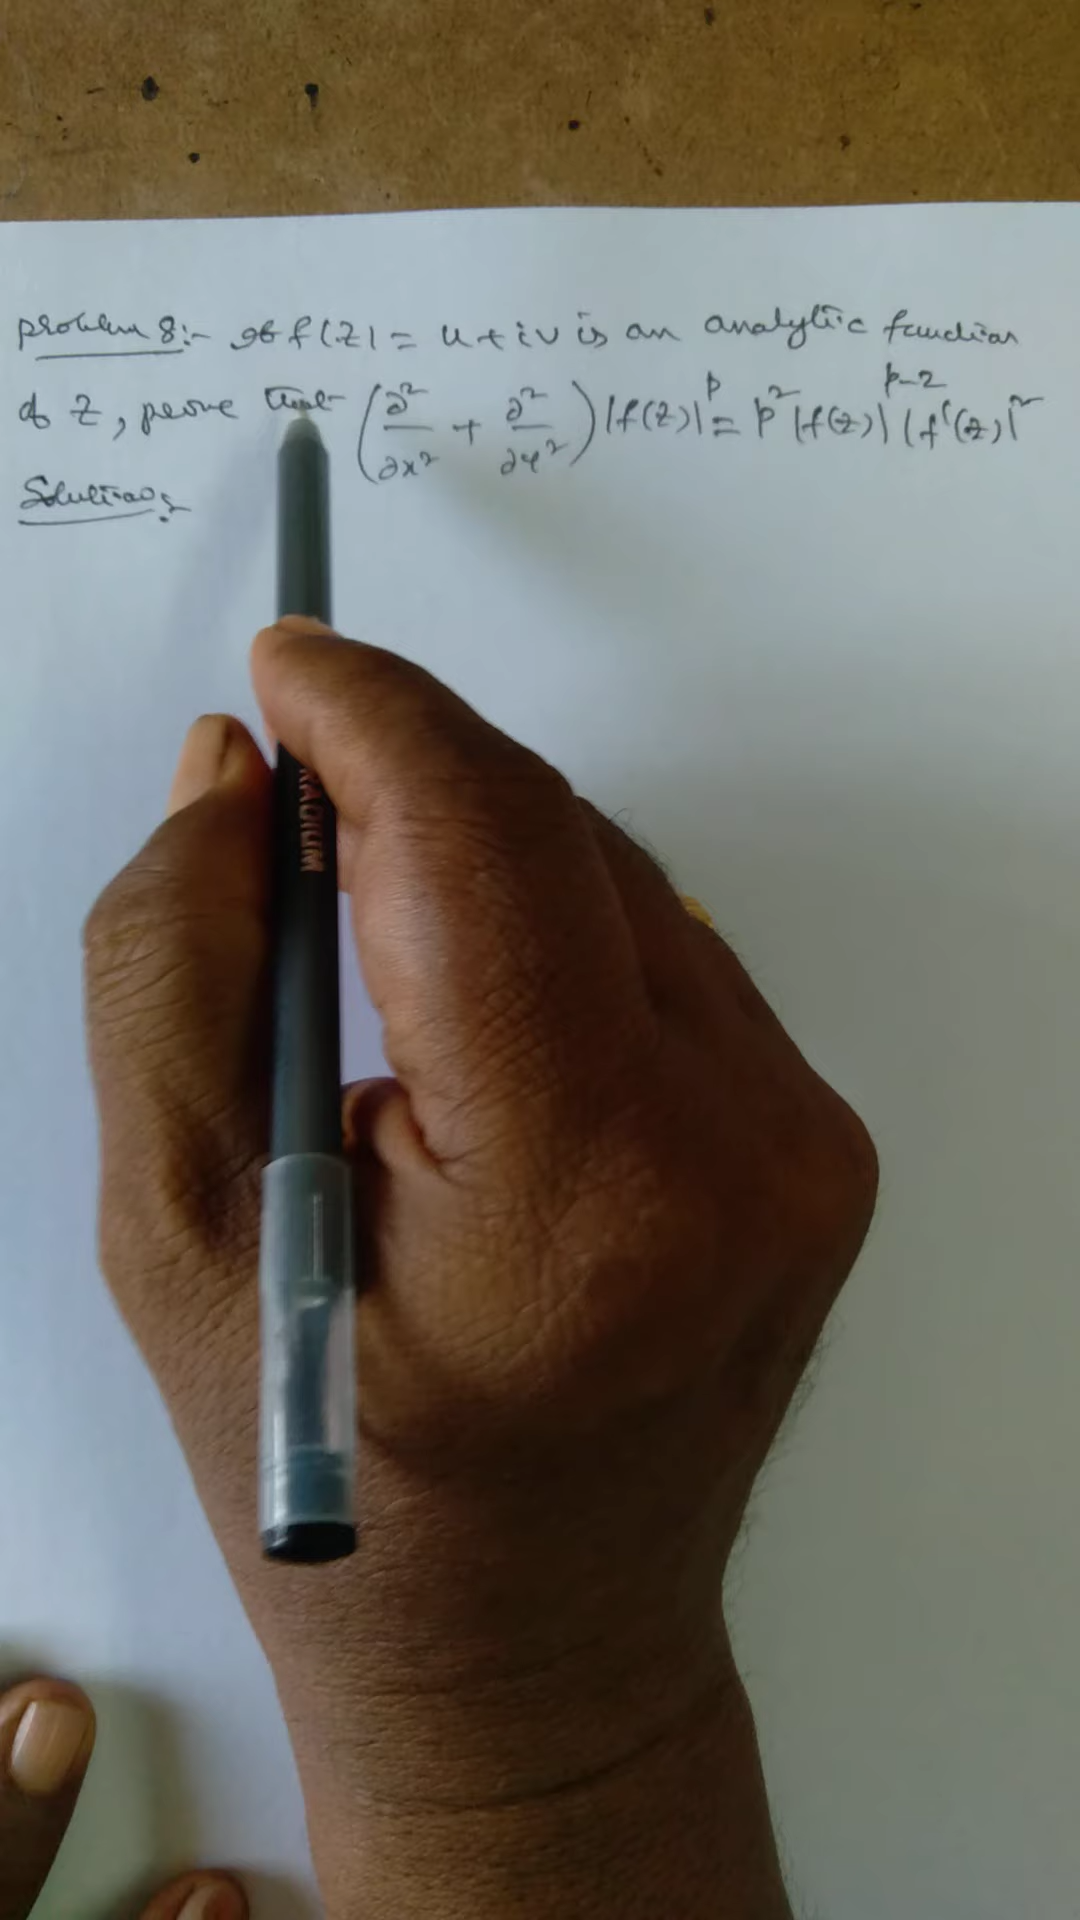 Problem 8:- If f(z) = u+iv is an analytic function
of z, prove that (∂²/∂x² + ∂²/∂y²) |f(z)|^p = p² |f(z)|^(p-2) |f'(z)|²
Solution:
RADIUM